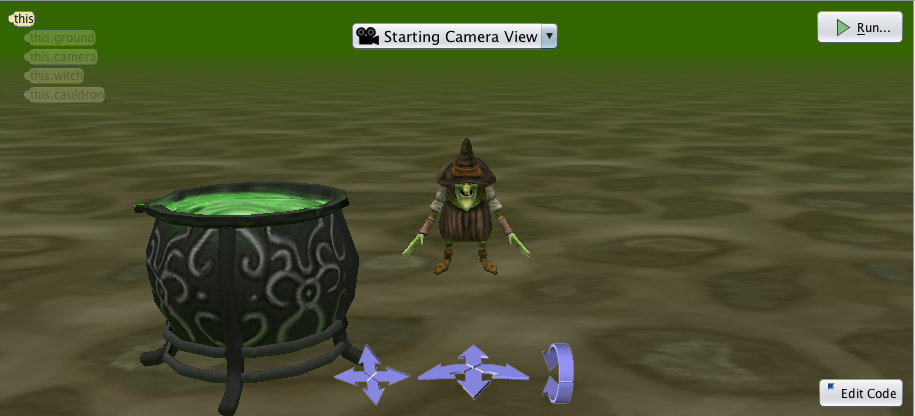 this
this.ground
this.camera
this.witch
this.cauldron
Starting Camera View
Run...
Edit Code